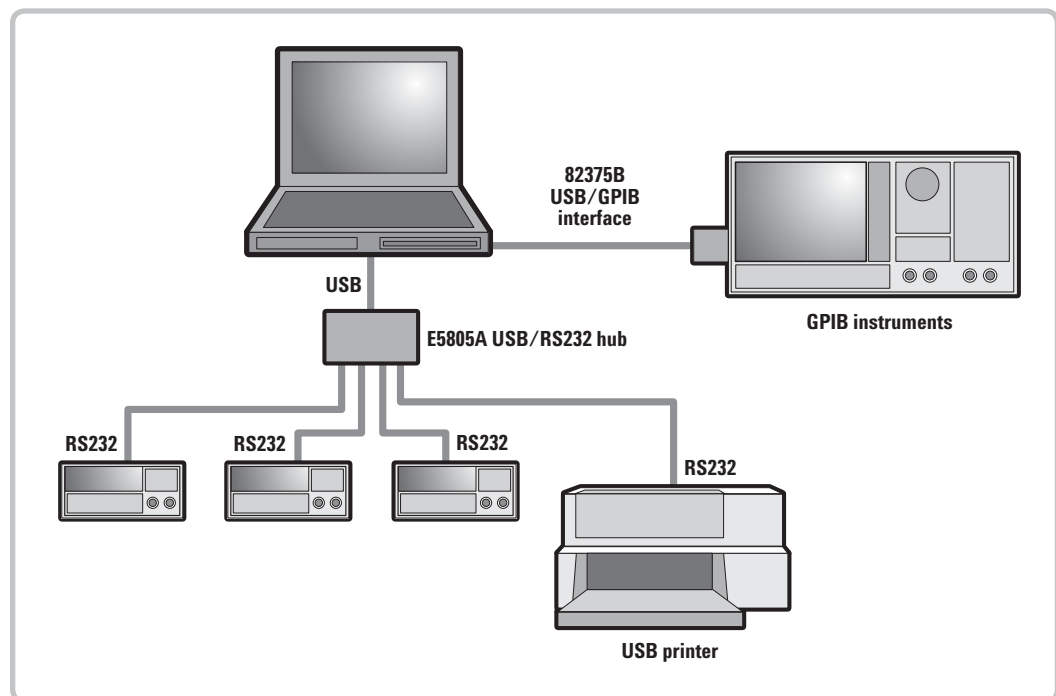 82375B
USB/GPIB
interface
USB
GPIB instruments
E5805A USB/RS232 hub
RS232
RS232
RS232
RS232
USB printer